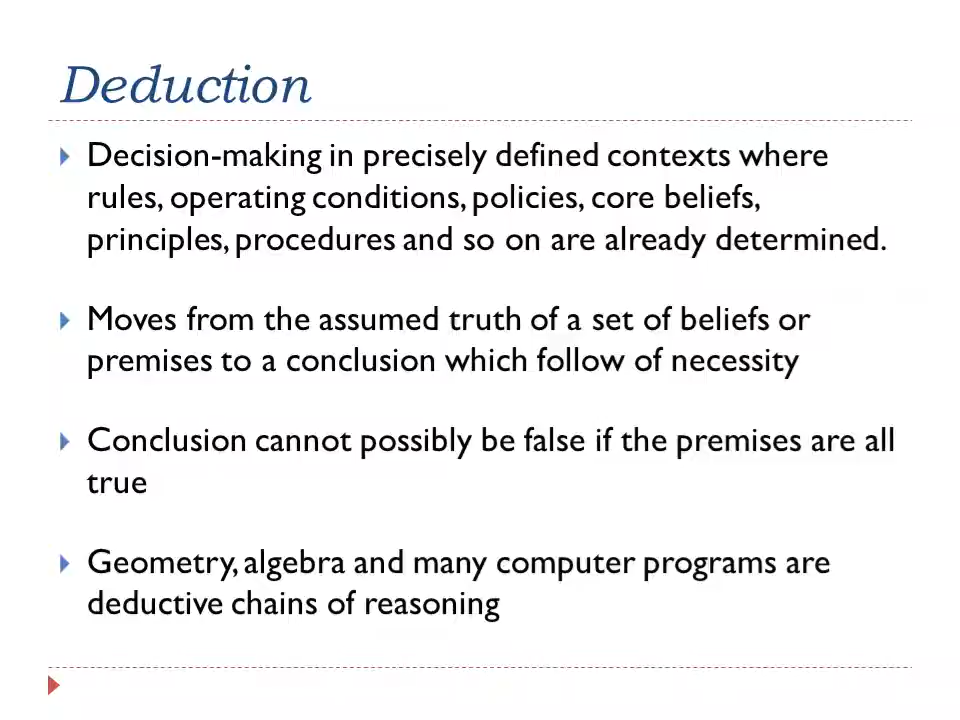 Deduction
Decision-making in precisely defined contexts where
rules, operating conditions, policies, core beliefs,
principles, procedures and so on are already determined.
Moves from the assumed truth of a set of beliefs or
premises to a conclusion which follow of necessity
Conclusion cannot possibly be false if the premises are all
true
Geometry, algebra and many computer programs are
deductive chains of reasoning